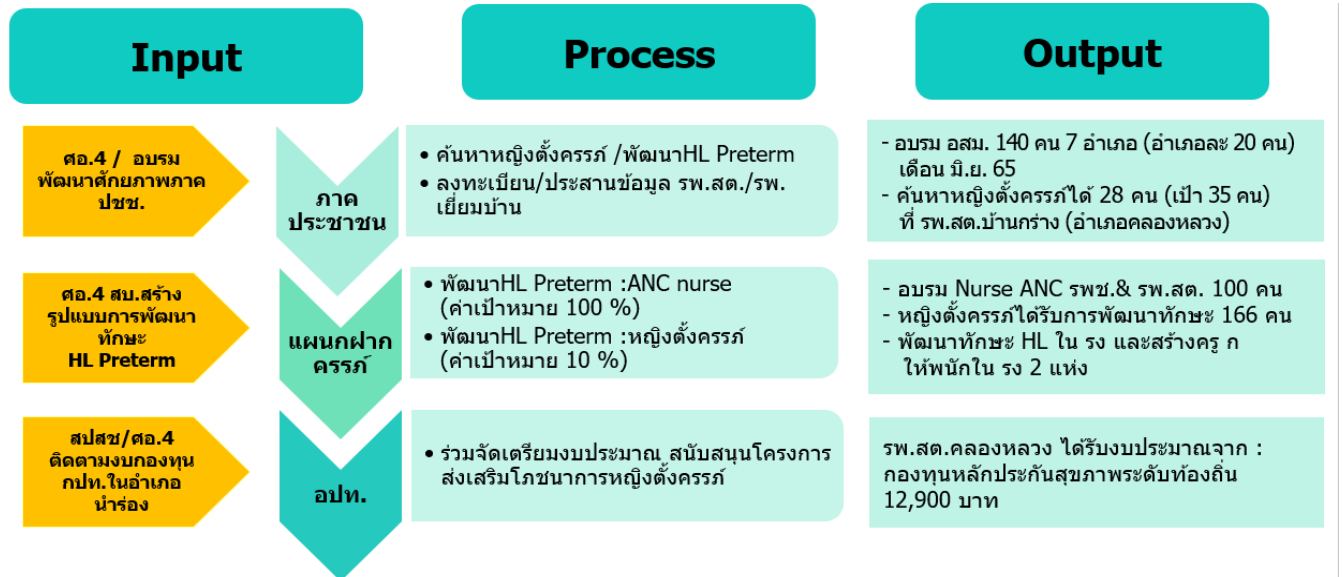 Input
Process
Output
ศอ.4 / อบรม
พัฒนาศักยภาพภาค
ปชช.
ภาค
ประชาชน
• ค้นหาหญิงตั้งครรภ์ /พัฒนาHL Preterm
• ลงทะเบียน/ประสานข้อมูล รพ.สต./รพ.
เยี่ยมบ้าน
- อบรม อสม. 140 คน 7 อำเภอ (อำเภอละ 20 คน)
เดือน มิ.ย. 65
- ค้นหาหญิงตั้งครรภ์ได้ 28 คน (เป้า 35 คน)
ที่ รพ.สต.บ้านกร่าง (อำเภอคลองหลวง)
ศอ.4 สบ.สร้าง
รูปแบบการพัฒนา
ทักษะ
HL Preterm
แผนกฝาก
ครรภ์
• พัฒนาHL Preterm :ANC nurse
(ค่าเป้าหมาย 100 %)
• พัฒนาHL Preterm :หญิงตั้งครรภ์
(ค่าเป้าหมาย 10 %)
- อบรม Nurse ANC รพช.& รพ.สต. 100 คน
- หญิงตั้งครรภ์ได้รับการพัฒนาทักษะ 166 คน
- พัฒนาทักษะ HL ใน รง และสร้างครู ก
ให้พนักใน รง 2 แห่ง
สปสช/ศอ.4
ติดตามงบกองทุน
กปท.ในอำเภอ
นำร่อง
อปท.
• ร่วมจัดเตรียมงบประมาณ สนับสนุนโครงการ
ส่งเสริมโภชนาการหญิงตั้งครรภ์
รพ.สต.คลองหลวง ได้รับงบประมาณจาก :
กองทุนหลักประกันสุขภาพระดับท้องถิ่น
12,900 บาท